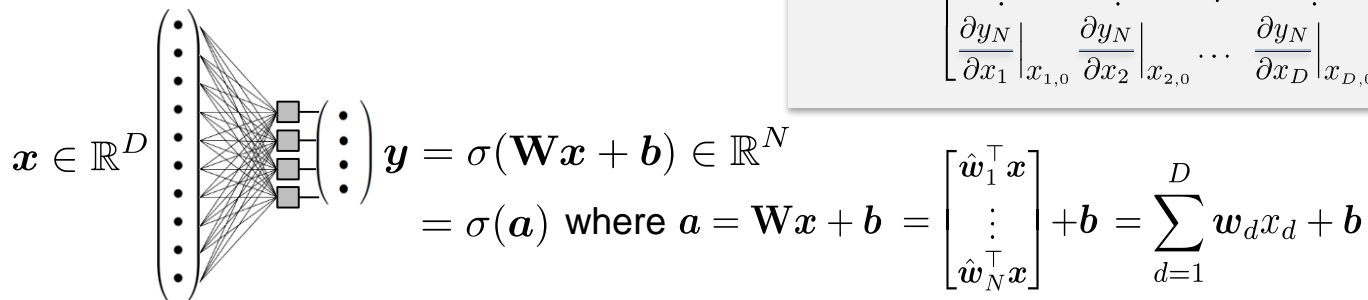 ∂y_N/∂x_1 |_{x_{1,0}} ∂y_N/∂x_2 |_{x_{2,0}} … ∂y_N/∂x_D |_{x_{D,0}}
x ∈ ℝ^D
y = σ(Wx + b) ∈ ℝ^N
= σ(a) where a = Wx + b = [ŵ_1^⊤ x ⋮ ŵ_N^⊤ x] + b = ∑_{d=1}^{D} w_d x_d + b